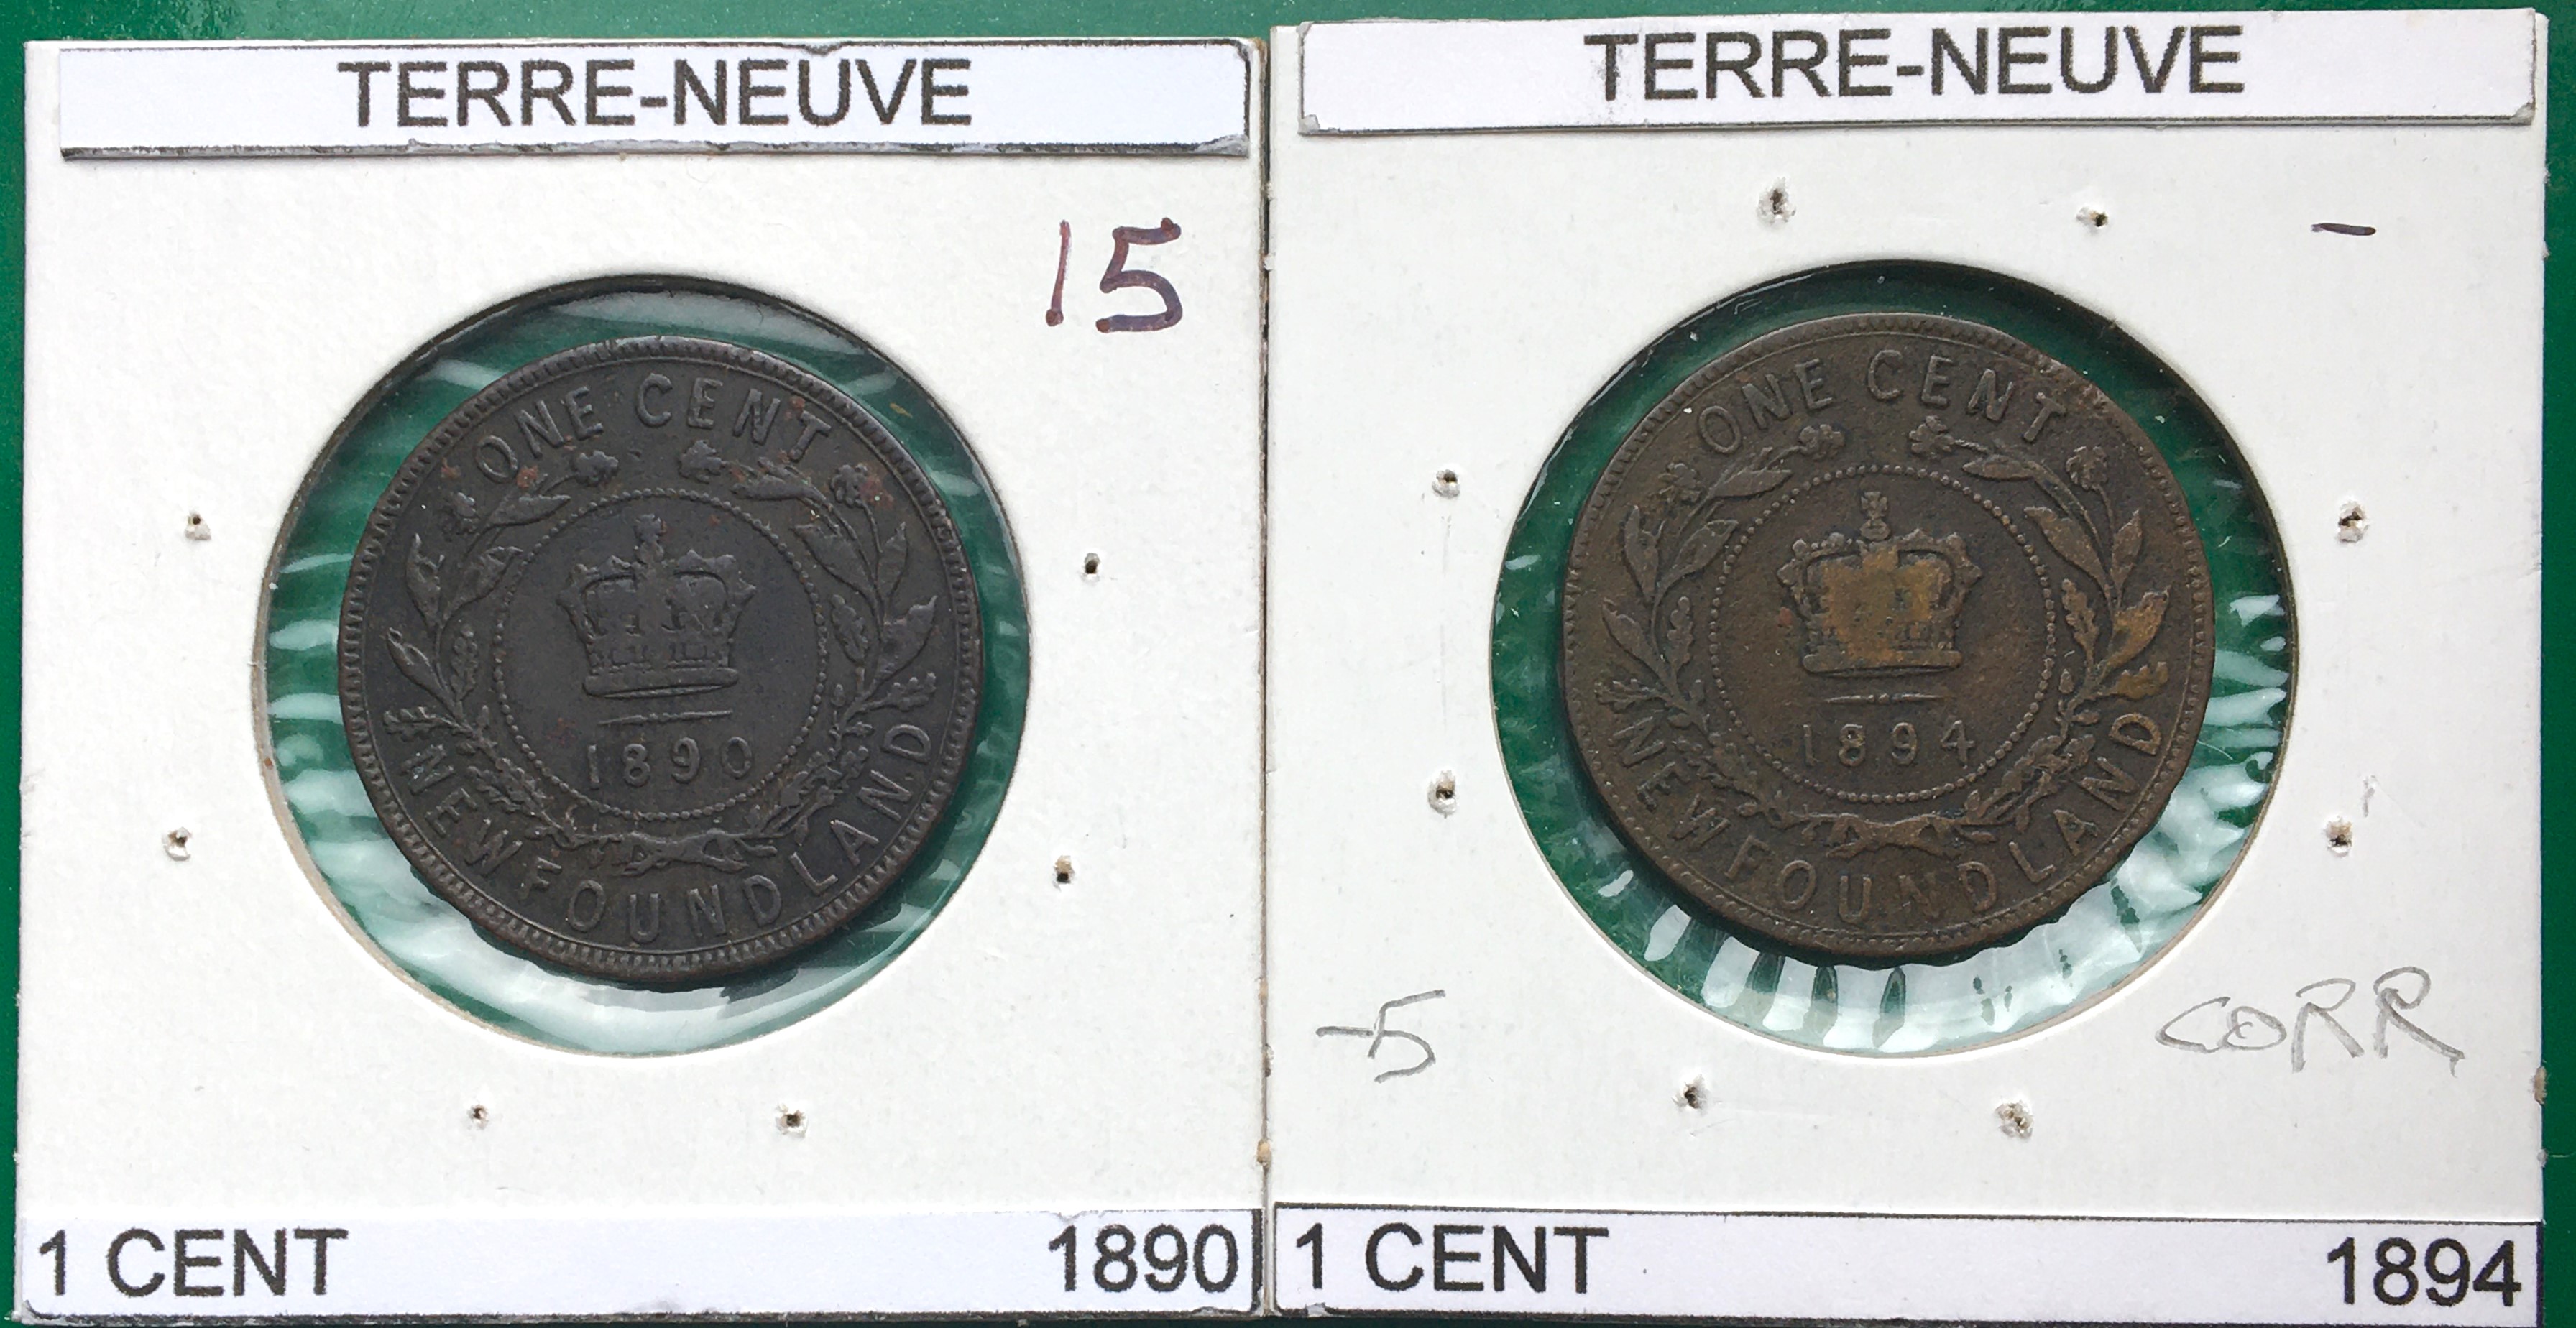 TERRE-NEUVE
15
ONE CENT
1890
NEWFOUNDLAND
1 CENT 1890
TERRE-NEUVE
-
ONE CENT
1894
NEWFOUNDLAND
-5 CORR
1 CENT 1894